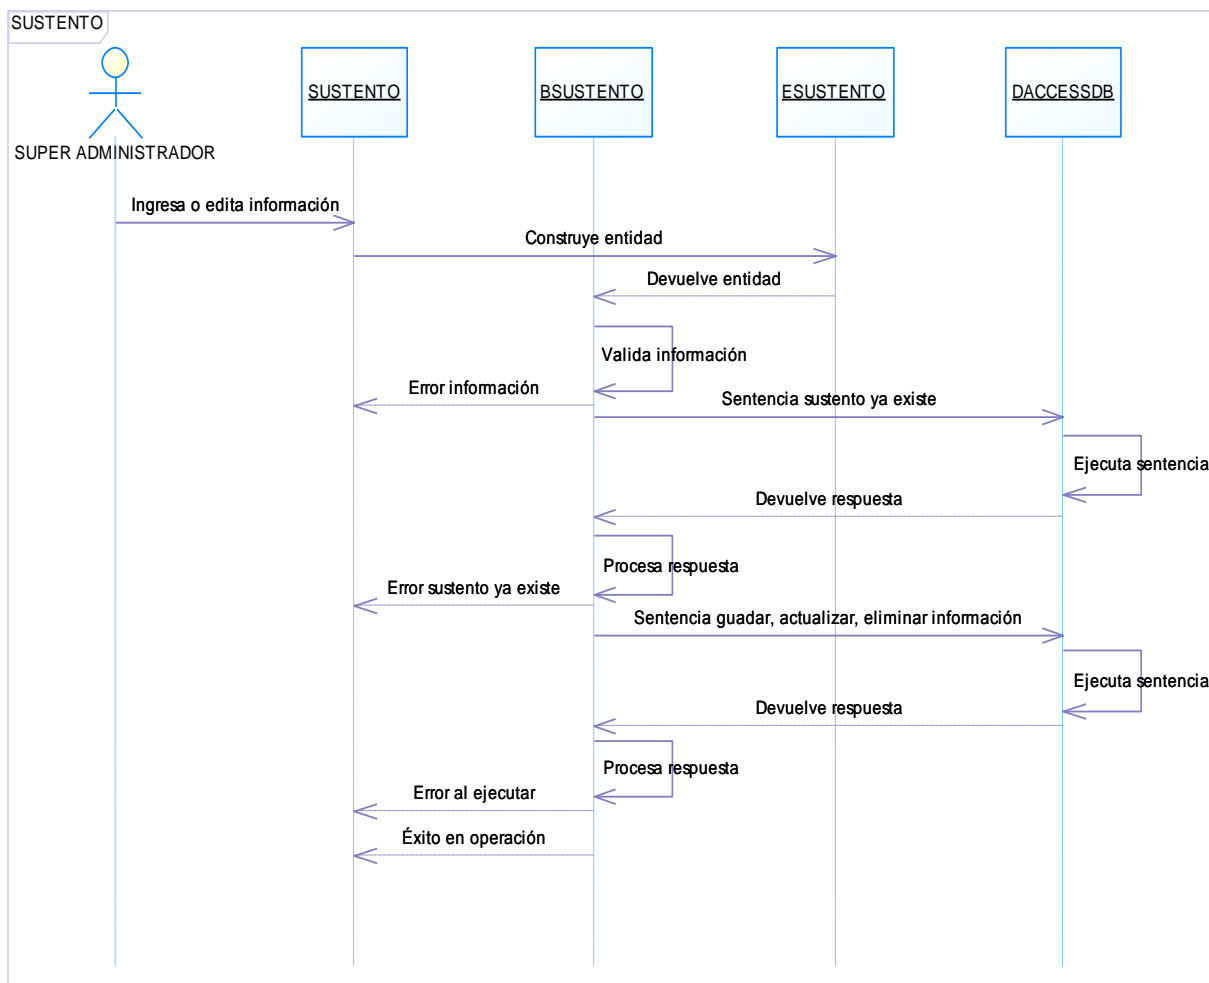 SUSTENTO
SUSTENTO
BSUSTENTO
ESUSTENTO
DACCESSDB
SUPER ADMINISTRADOR
Ingresa o edita información
Construye entidad
Devuelve entidad
Valida información
Error información
Sentencia sustento ya existe
Ejecuta sentencia
Devuelve respuesta
Procesa respuesta
Error sustento ya existe
Sentencia guadar, actualizar, eliminar información
Ejecuta sentencia
Devuelve respuesta
Procesa respuesta
Error al ejecutar
Éxito en operación